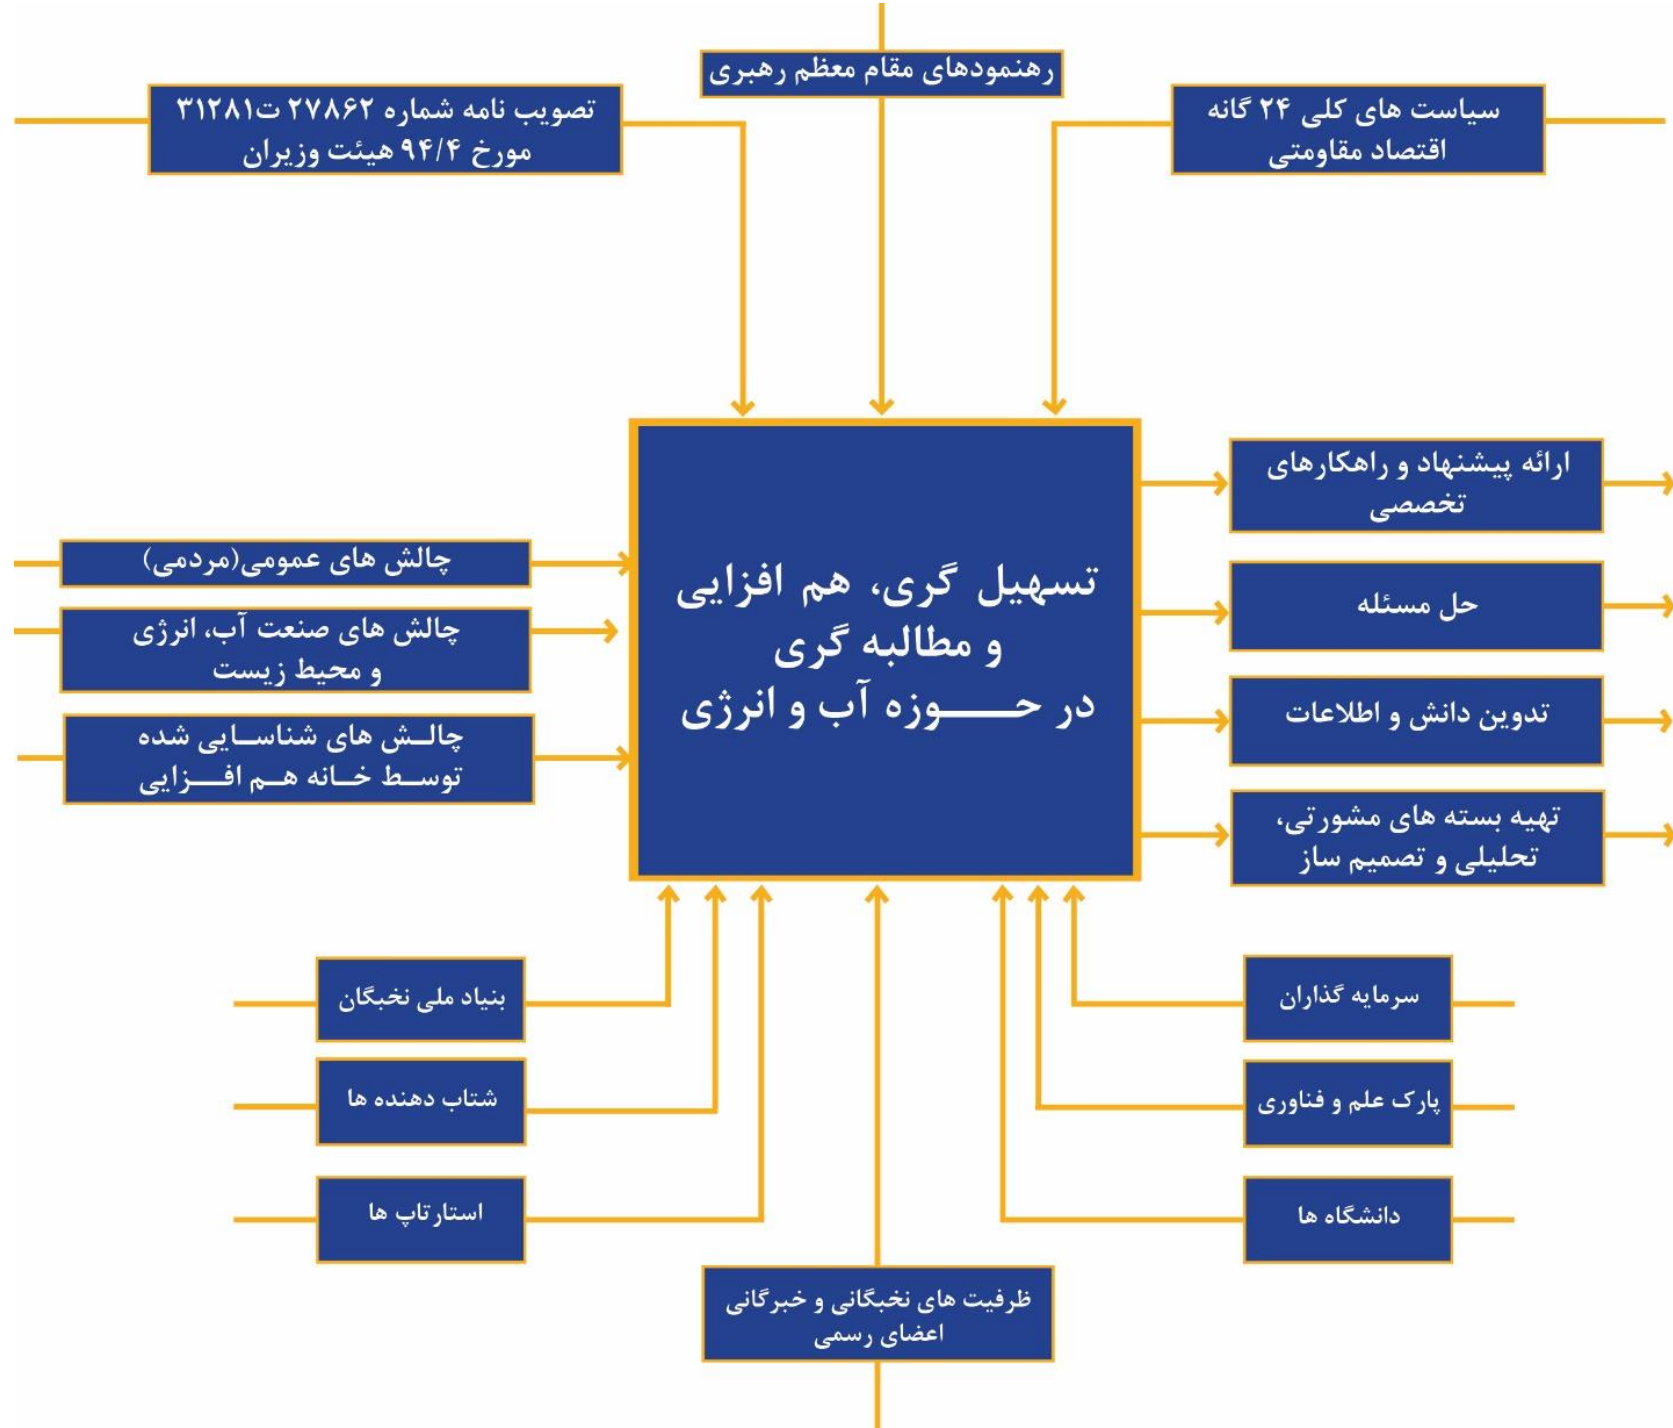 رهنمودهای مقام معظم رهبری
سیاست های کلی ۲۴ گانه
اقتصاد مقاومتی
تصویب نامه شماره ۲۷۸۶۲ ت۳۱۲۸۱
مورخ ۹۴/۴ هیئت وزیران
تسهیل گری، هم افزایی
و مطالبه گری
در حـــوزه آب و انرژی
ارائه پیشنهاد و راهکارهای
تخصصی
حل مسئله
تدوین دانش و اطلاعات
تهیه بسته های مشورتی،
تحلیلی و تصمیم ساز
چالش های عمومی(مردمی)
چالش های صنعت آب، انرژی
و محیط زیست
چالــش های شناســایی شده
توســط خــانه هــم افــــزایی
سرمایه گذاران
پارک علم و فناوری
دانشگاه ها
بنیاد ملی نخبگان
شتاب دهنده ها
استارتاپ ها
ظرفیت های نخبگانی و خبرگانی
اعضای رسمی